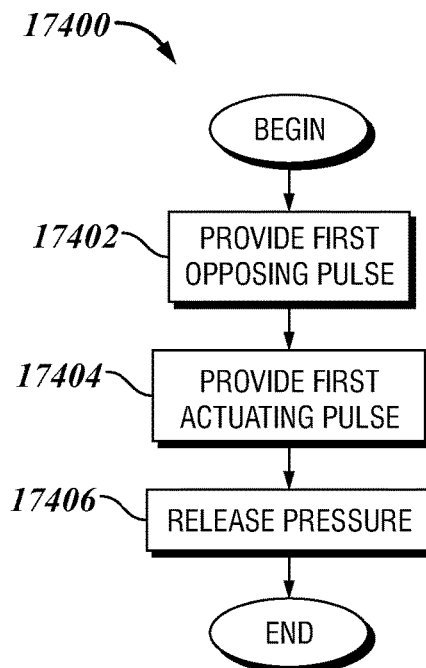 17400
BEGIN
17402
PROVIDE FIRST
OPPOSING PULSE
17404
PROVIDE FIRST
ACTUATING PULSE
17406
RELEASE PRESSURE
END